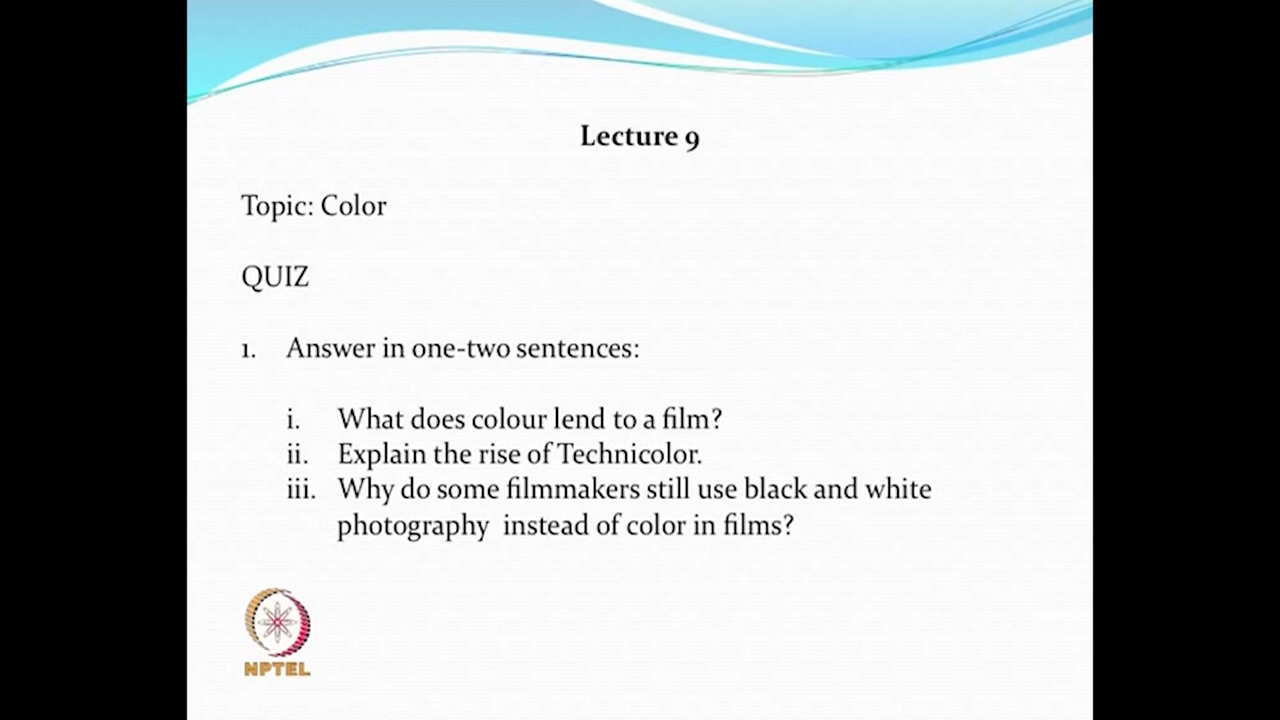 Lecture 9
Topic: Color
QUIZ
1. Answer in one-two sentences:
i. What does colour lend to a film?
ii. Explain the rise of Technicolor.
iii. Why do some filmmakers still use black and white
photography instead of color in films?
NPTEL